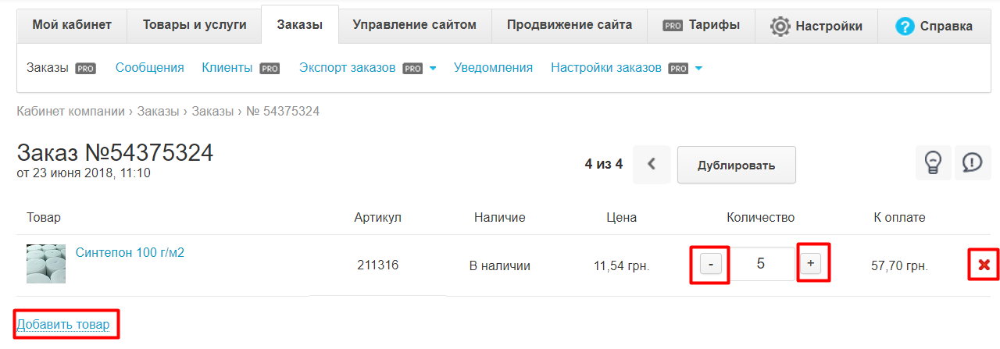 Мой кабинет Товары и услуги Заказы Управление сайтом Продвижение сайта PRO Тарифы Настройки ? Справка
Заказы PRO Сообщения Клиенты PRO Экспорт заказов PRO Уведомления Настройки заказов PRO
Кабинет компании › Заказы › Заказы › № 54375324
Заказ №54375324
от 23 июня 2018, 11:10
4 из 4 Дублировать
Товар Артикул Наличие Цена Количество К оплате
Синтепон 100 г/м2 211316 В наличии 11,54 грн. - 5 + 57,70 грн.
Добавить товар